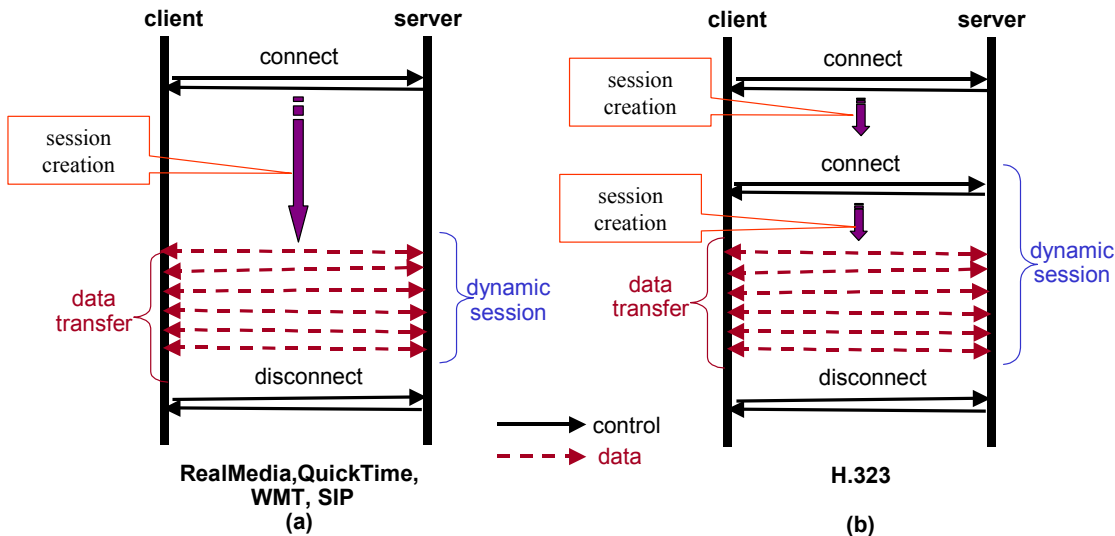 client
server
connect
session
creation
data
transfer
dynamic
session
disconnect
RealMedia,QuickTime,
WMT, SIP
(a)
control
data
client
server
connect
session
creation
connect
session
creation
data
transfer
dynamic
session
disconnect
H.323
(b)